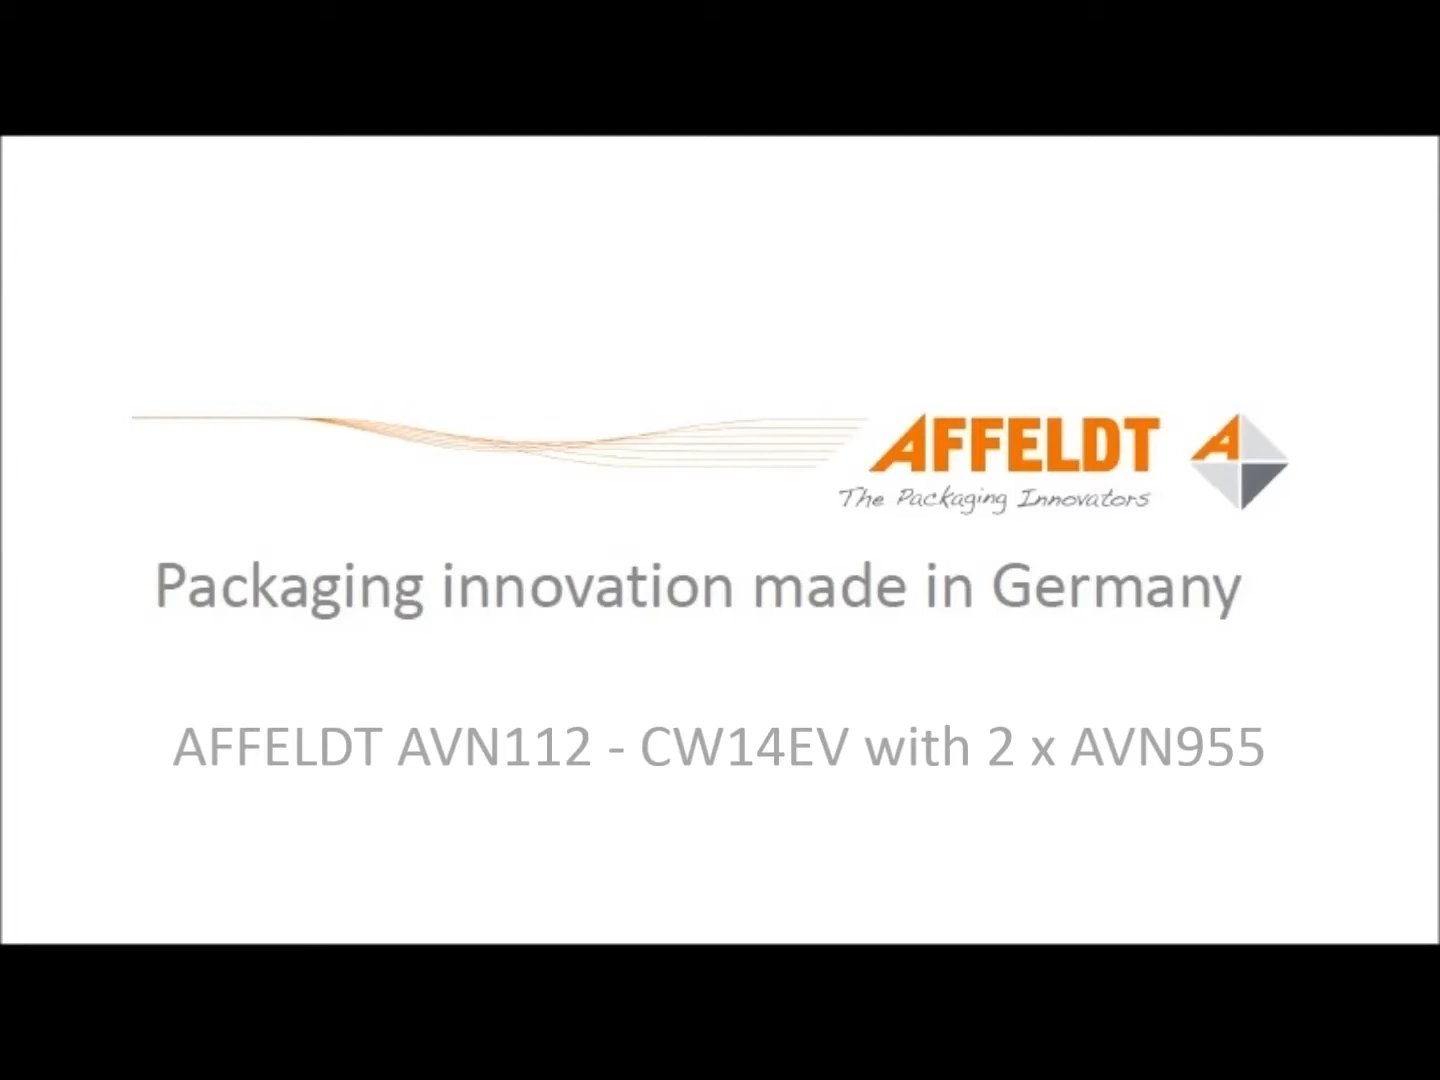 AFFELDT A
The Packaging Innovators
Packaging innovation made in Germany
AFFELDT AVN112 - CW14EV with 2 x AVN955